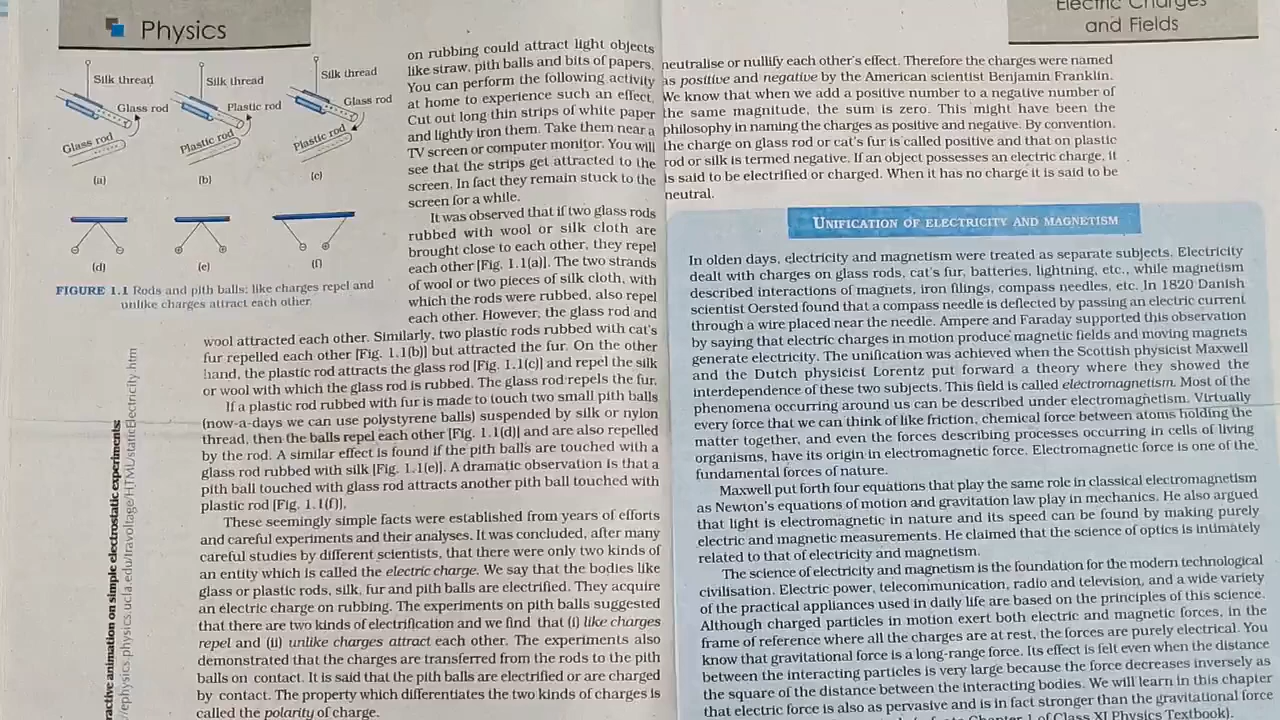 Physics
Silk thread
Silk thread
Silk thread
Glass rod
Plastic rod
Glass rod
Glass rod
Plastic rod
Plastic rod
(a)
(b)
(c)
(d)
(e)
(f)
FIGURE 1.1 Rods and pith balls: like charges repel and
unlike charges attract each other.
on rubbing could attract light objects
like straw, pith balls and bits of papers.
You can perform the following activity
at home to experience such an effect.
Cut out long thin strips of white paper
and lightly iron them. Take them near a
TV screen or computer monitor. You will
see that the strips get attracted to the
screen. In fact they remain stuck to the
screen for a while.
It was observed that if two glass rods
rubbed with wool or silk cloth are
brought close to each other, they repel
each other [Fig. 1.1(a)]. The two strands
of wool or two pieces of silk cloth, with
which the rods were rubbed, also repel
each other. However, the glass rod and
wool attracted each other. Similarly, two plastic rods rubbed with cat's
fur repelled each other [Fig. 1.1(b)] but attracted the fur. On the other
hand, the plastic rod attracts the glass rod [Fig. 1.1(c)] and repel the silk
or wool with which the glass rod is rubbed. The glass rod repels the fur.
If a plastic rod rubbed with fur is made to touch two small pith balls
(now-a-days we can use polystyrene balls) suspended by silk or nylon
thread, then the balls repel each other [Fig. 1.1(d)] and are also repelled
by the rod. A similar effect is found if the pith balls are touched with a
glass rod rubbed with silk [Fig. 1.1(e)]. A dramatic observation is that a
pith ball touched with glass rod attracts another pith ball touched with
plastic rod [Fig. 1.1(f)].
These seemingly simple facts were established from years of efforts
and careful experiments and their analyses. It was concluded, after many
careful studies by different scientists, that there were only two kinds of
an entity which is called the electric charge. We say that the bodies like
glass or plastic rods, silk, fur and pith balls are electrified. They acquire
an electric charge on rubbing. The experiments on pith balls suggested
that there are two kinds of electrification and we find that (i) like charges
repel and (ii) unlike charges attract each other. The experiments also
demonstrated that the charges are transferred from the rods to the pith
balls on contact. It is said that the pith balls are electrified or are charged
by contact. The property which differentiates the two kinds of charges is
called the polarity of charge.
ractive animation on simple electrostatic experiments:
//ephysics.physics.ucla.edu/travoltage/HTML/staticElectricity.htm
Electric Charges
and Fields
neutralise or nullify each other's effect. Therefore the charges were named
as positive and negative by the American scientist Benjamin Franklin.
We know that when we add a positive number to a negative number of
the same magnitude, the sum is zero. This might have been the
philosophy in naming the charges as positive and negative. By convention,
the charge on glass rod or cat's fur is called positive and that on plastic
rod or silk is termed negative. If an object possesses an electric charge, it
is said to be electrified or charged. When it has no charge it is said to be
neutral.
UNIFICATION OF ELECTRICITY AND MAGNETISM
In olden days, electricity and magnetism were treated as separate subjects. Electricity
dealt with charges on glass rods, cat's fur, batteries, lightning, etc., while magnetism
described interactions of magnets, iron filings, compass needles, etc. In 1820 Danish
scientist Oersted found that a compass needle is deflected by passing an electric current
through a wire placed near the needle. Ampere and Faraday supported this observation
by saying that electric charges in motion produce magnetic fields and moving magnets
generate electricity. The unification was achieved when the Scottish physicist Maxwell
and the Dutch physicist Lorentz put forward a theory where they showed the
interdependence of these two subjects. This field is called electromagnetism. Most of the
phenomena occurring around us can be described under electromagnetism. Virtually
every force that we can think of like friction, chemical force between atoms holding the
matter together, and even the forces describing processes occurring in cells of living
organisms, have its origin in electromagnetic force. Electromagnetic force is one of the
fundamental forces of nature.
Maxwell put forth four equations that play the same role in classical electromagnetism
as Newton's equations of motion and gravitation law play in mechanics. He also argued
that light is electromagnetic in nature and its speed can be found by making purely
electric and magnetic measurements. He claimed that the science of optics is intimately
related to that of electricity and magnetism.
The science of electricity and magnetism is the foundation for the modern technological
civilisation. Electric power, telecommunication, radio and television, and a wide variety
of the practical appliances used in daily life are based on the principles of this science.
Although charged particles in motion exert both electric and magnetic forces, in the
frame of reference where all the charges are at rest, the forces are purely electrical. You
know that gravitational force is a long-range force. Its effect is felt even when the distance
between the interacting particles is very large because the force decreases inversely as
the square of the distance between the interacting bodies. We will learn in this chapter
that electric force is also as pervasive and is in fact stronger than the gravitational force
Chapter 1 of Class XI Physics Textbook).